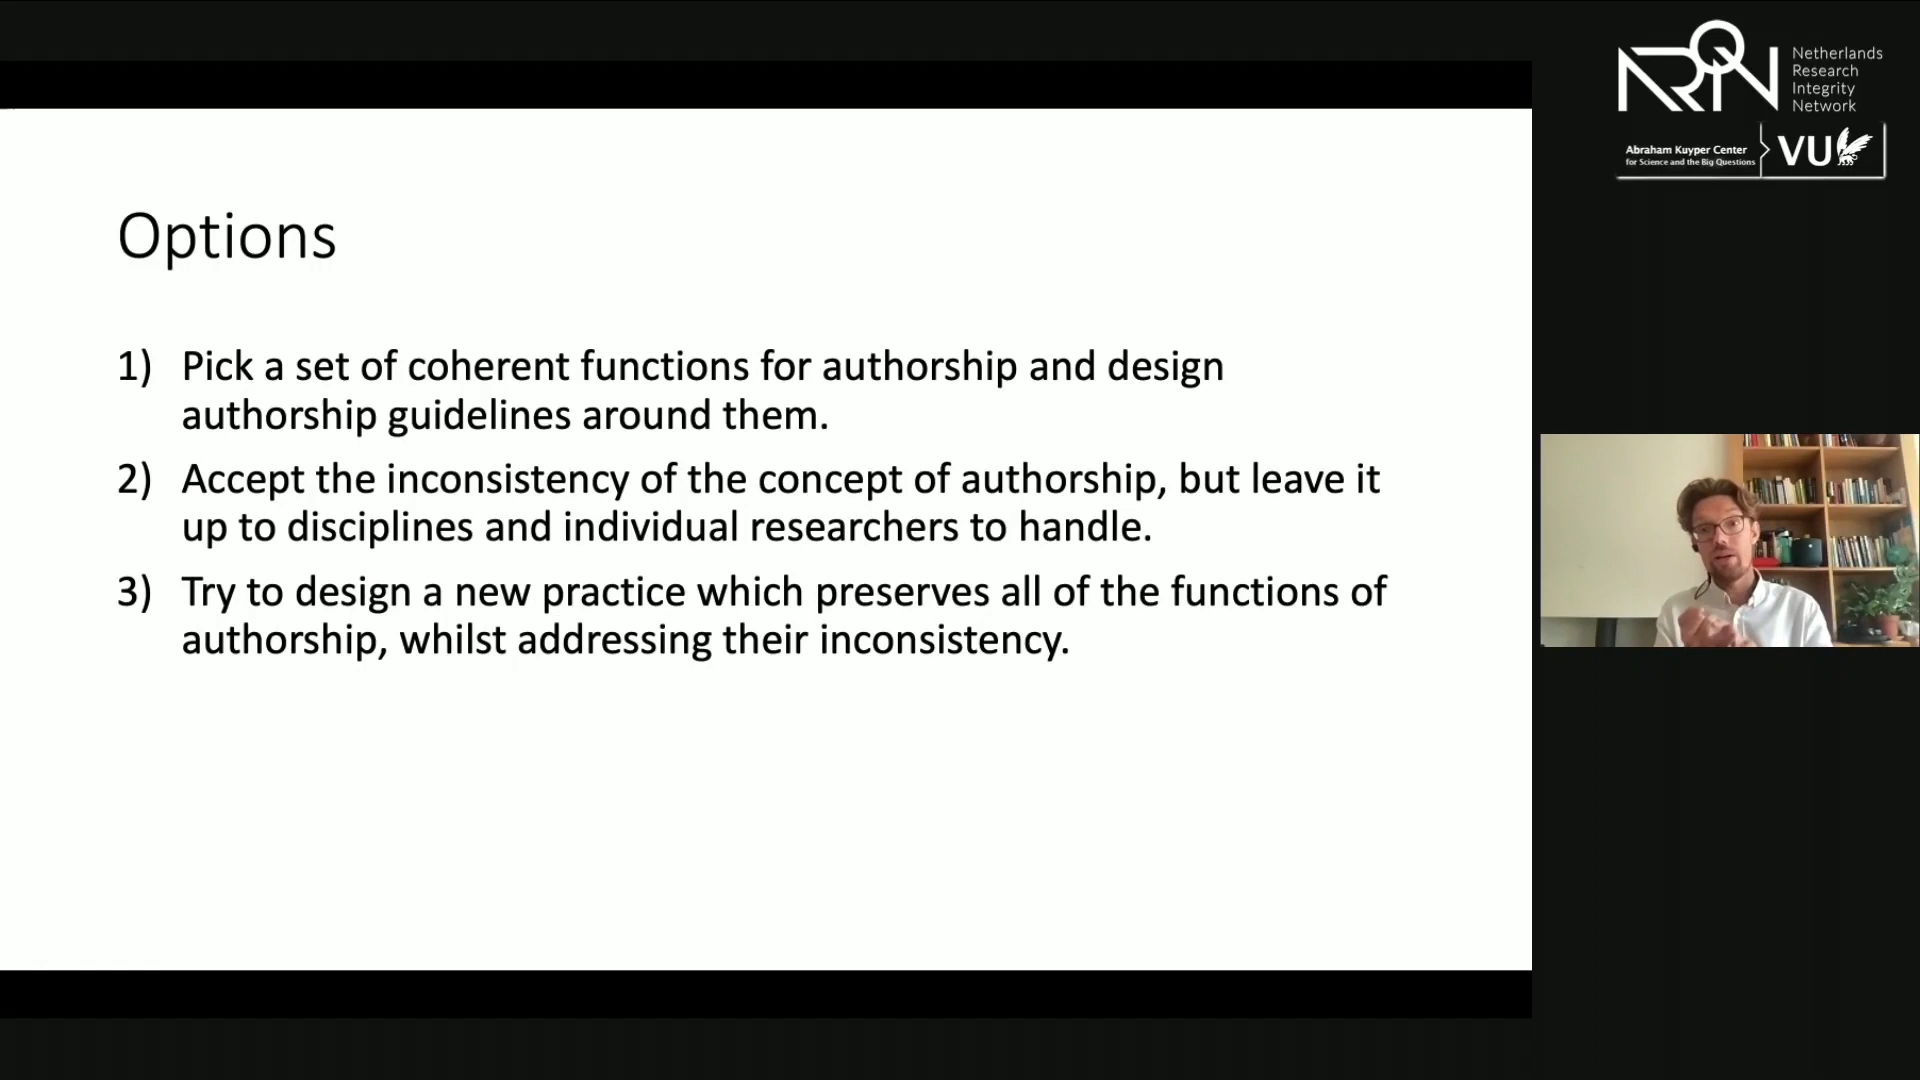 Options
1) Pick a set of coherent functions for authorship and design
authorship guidelines around them.
2) Accept the inconsistency of the concept of authorship, but leave it
up to disciplines and individual researchers to handle.
3) Try to design a new practice which preserves all of the functions of
authorship, whilst addressing their inconsistency.
NRIN
Netherlands
Research
Integrity
Network
Abraham Kuyper Center
for Science and the Big Questions
VU